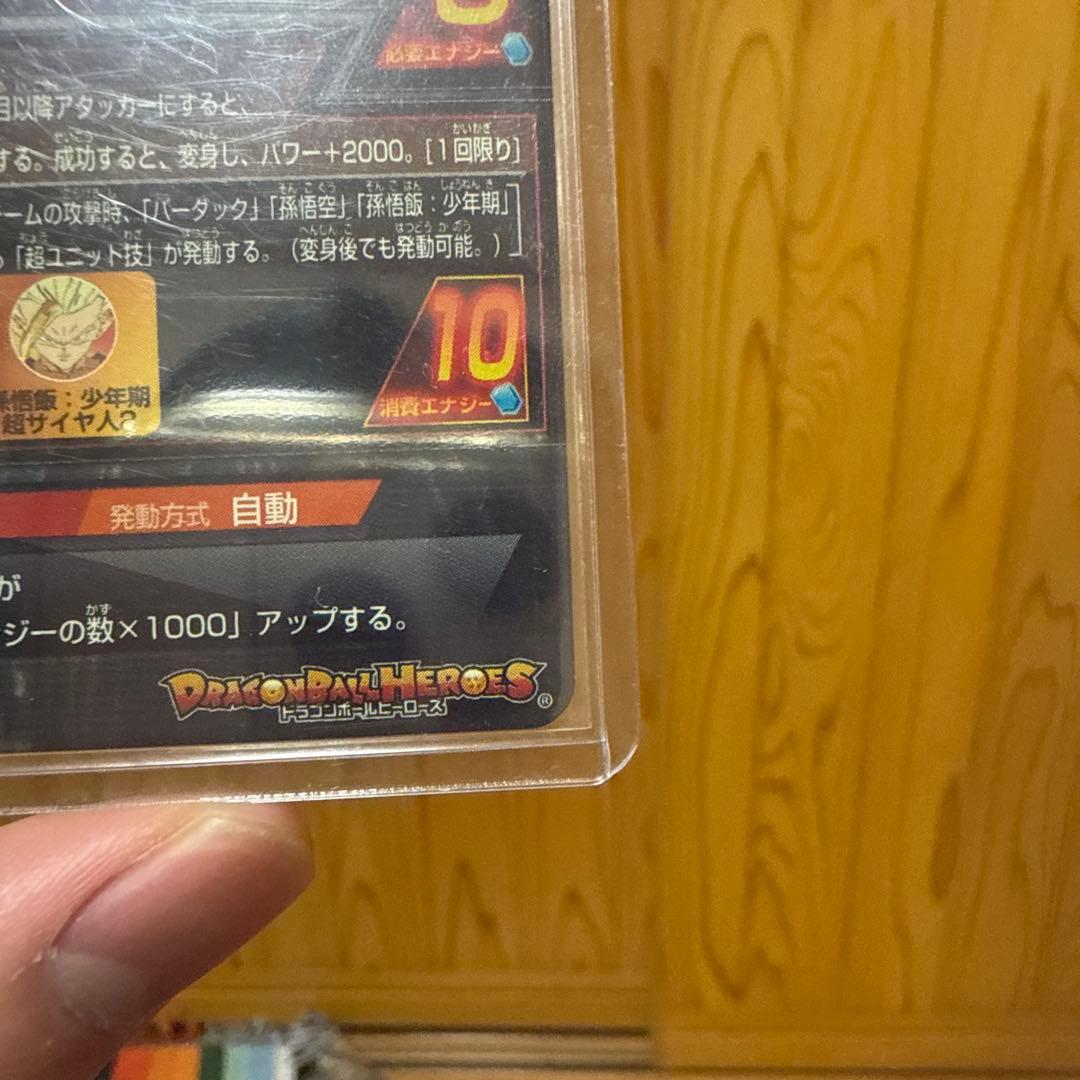 必要エナジー
目以降アタッカーにすると、
する。成功すると、変身し、パワー+2000。[1回限り]
ームの攻撃時、「バーダック」「孫悟空」「孫悟飯：少年期」
「超ユニット技」が発動する。（変身後でも発動可能。）
10
消費エナジー
孫悟飯：少年期
超サイヤ人2
発動方式 自動
が
ジーの数×1000」アップする。
DRAGONBALL HEROES ®
ドラゴンボールヒーローズ